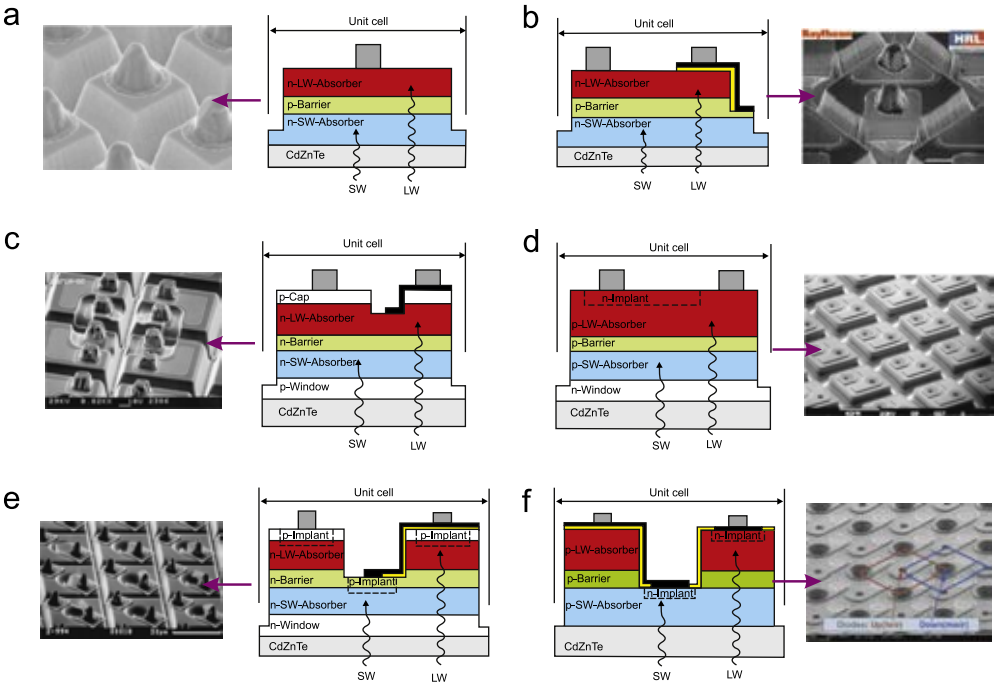 a
Unit cell
n-LW-Absorber
p-Barrier
n-SW-Absorber
CdZnTe
SW
LW
b
Unit cell
n-LW-Absorber
p-Barrier
n-SW-Absorber
CdZnTe
SW
LW
Raytheon
HRL
c
Unit cell
p-Cap
n-LW-Absorber
n-Barrier
n-SW-Absorber
p-Window
CdZnTe
SW
LW
d
Unit cell
n-Implant
p-LW-Absorber
p-Barrier
p-SW-Absorber
n-Window
CdZnTe
SW
LW
e
Unit cell
p-Implant
p-Implant
n-LW-Absorber
n-Barrier
p-Implant
n-SW-Absorber
n-Window
CdZnTe
SW
LW
f
Unit cell
n-Implant
p-LW-absorber
p-Barrier
n-Implant
p-SW-Absorber
CdZnTe
SW
LW